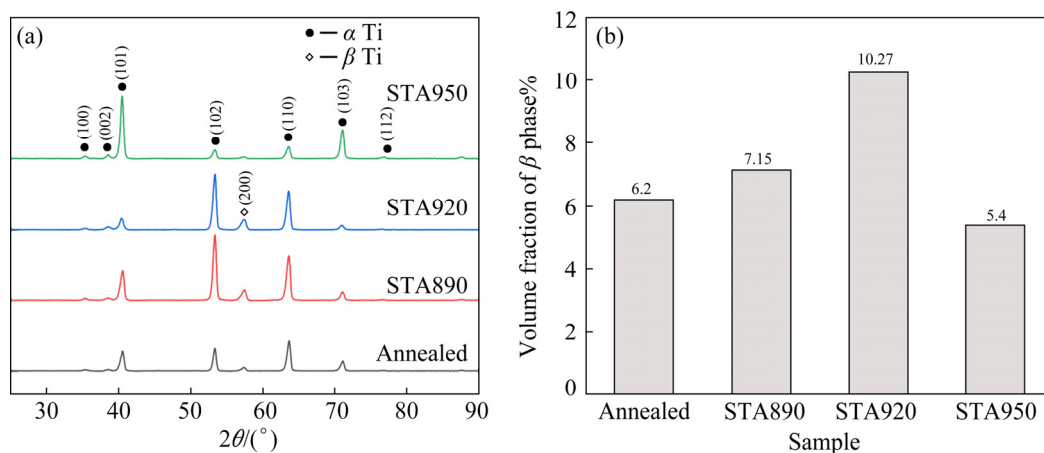 (a)
●— α Ti
◇— β Ti
(101)
STA950
(100)
(002)
(102)
(110)
(103)
(112)
(200)
STA920
STA890
Annealed
30 40 50 60 70 80 90
2θ/(°)
(b)
Volume fraction of β phase%
12
10
8
6
4
2
0
6.2
7.15
10.27
5.4
Annealed STA890 STA920 STA950
Sample